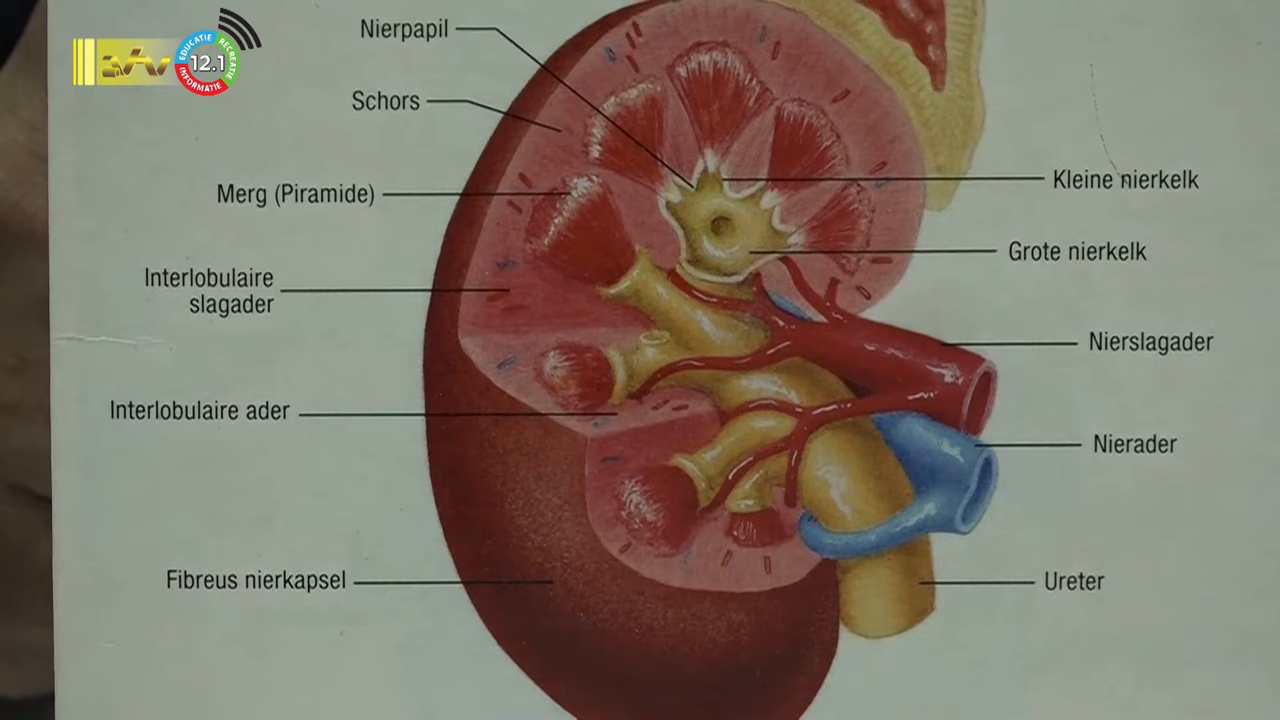 EDUCATIE
RECREATIE
INFORMATIE
12.1
Nierpapil
Schors
Merg (Piramide)
Interlobulaire
slagader
Interlobulaire ader
Fibreus nierkapsel
Kleine nierkelk
Grote nierkelk
Nierslagader
Nierader
Ureter